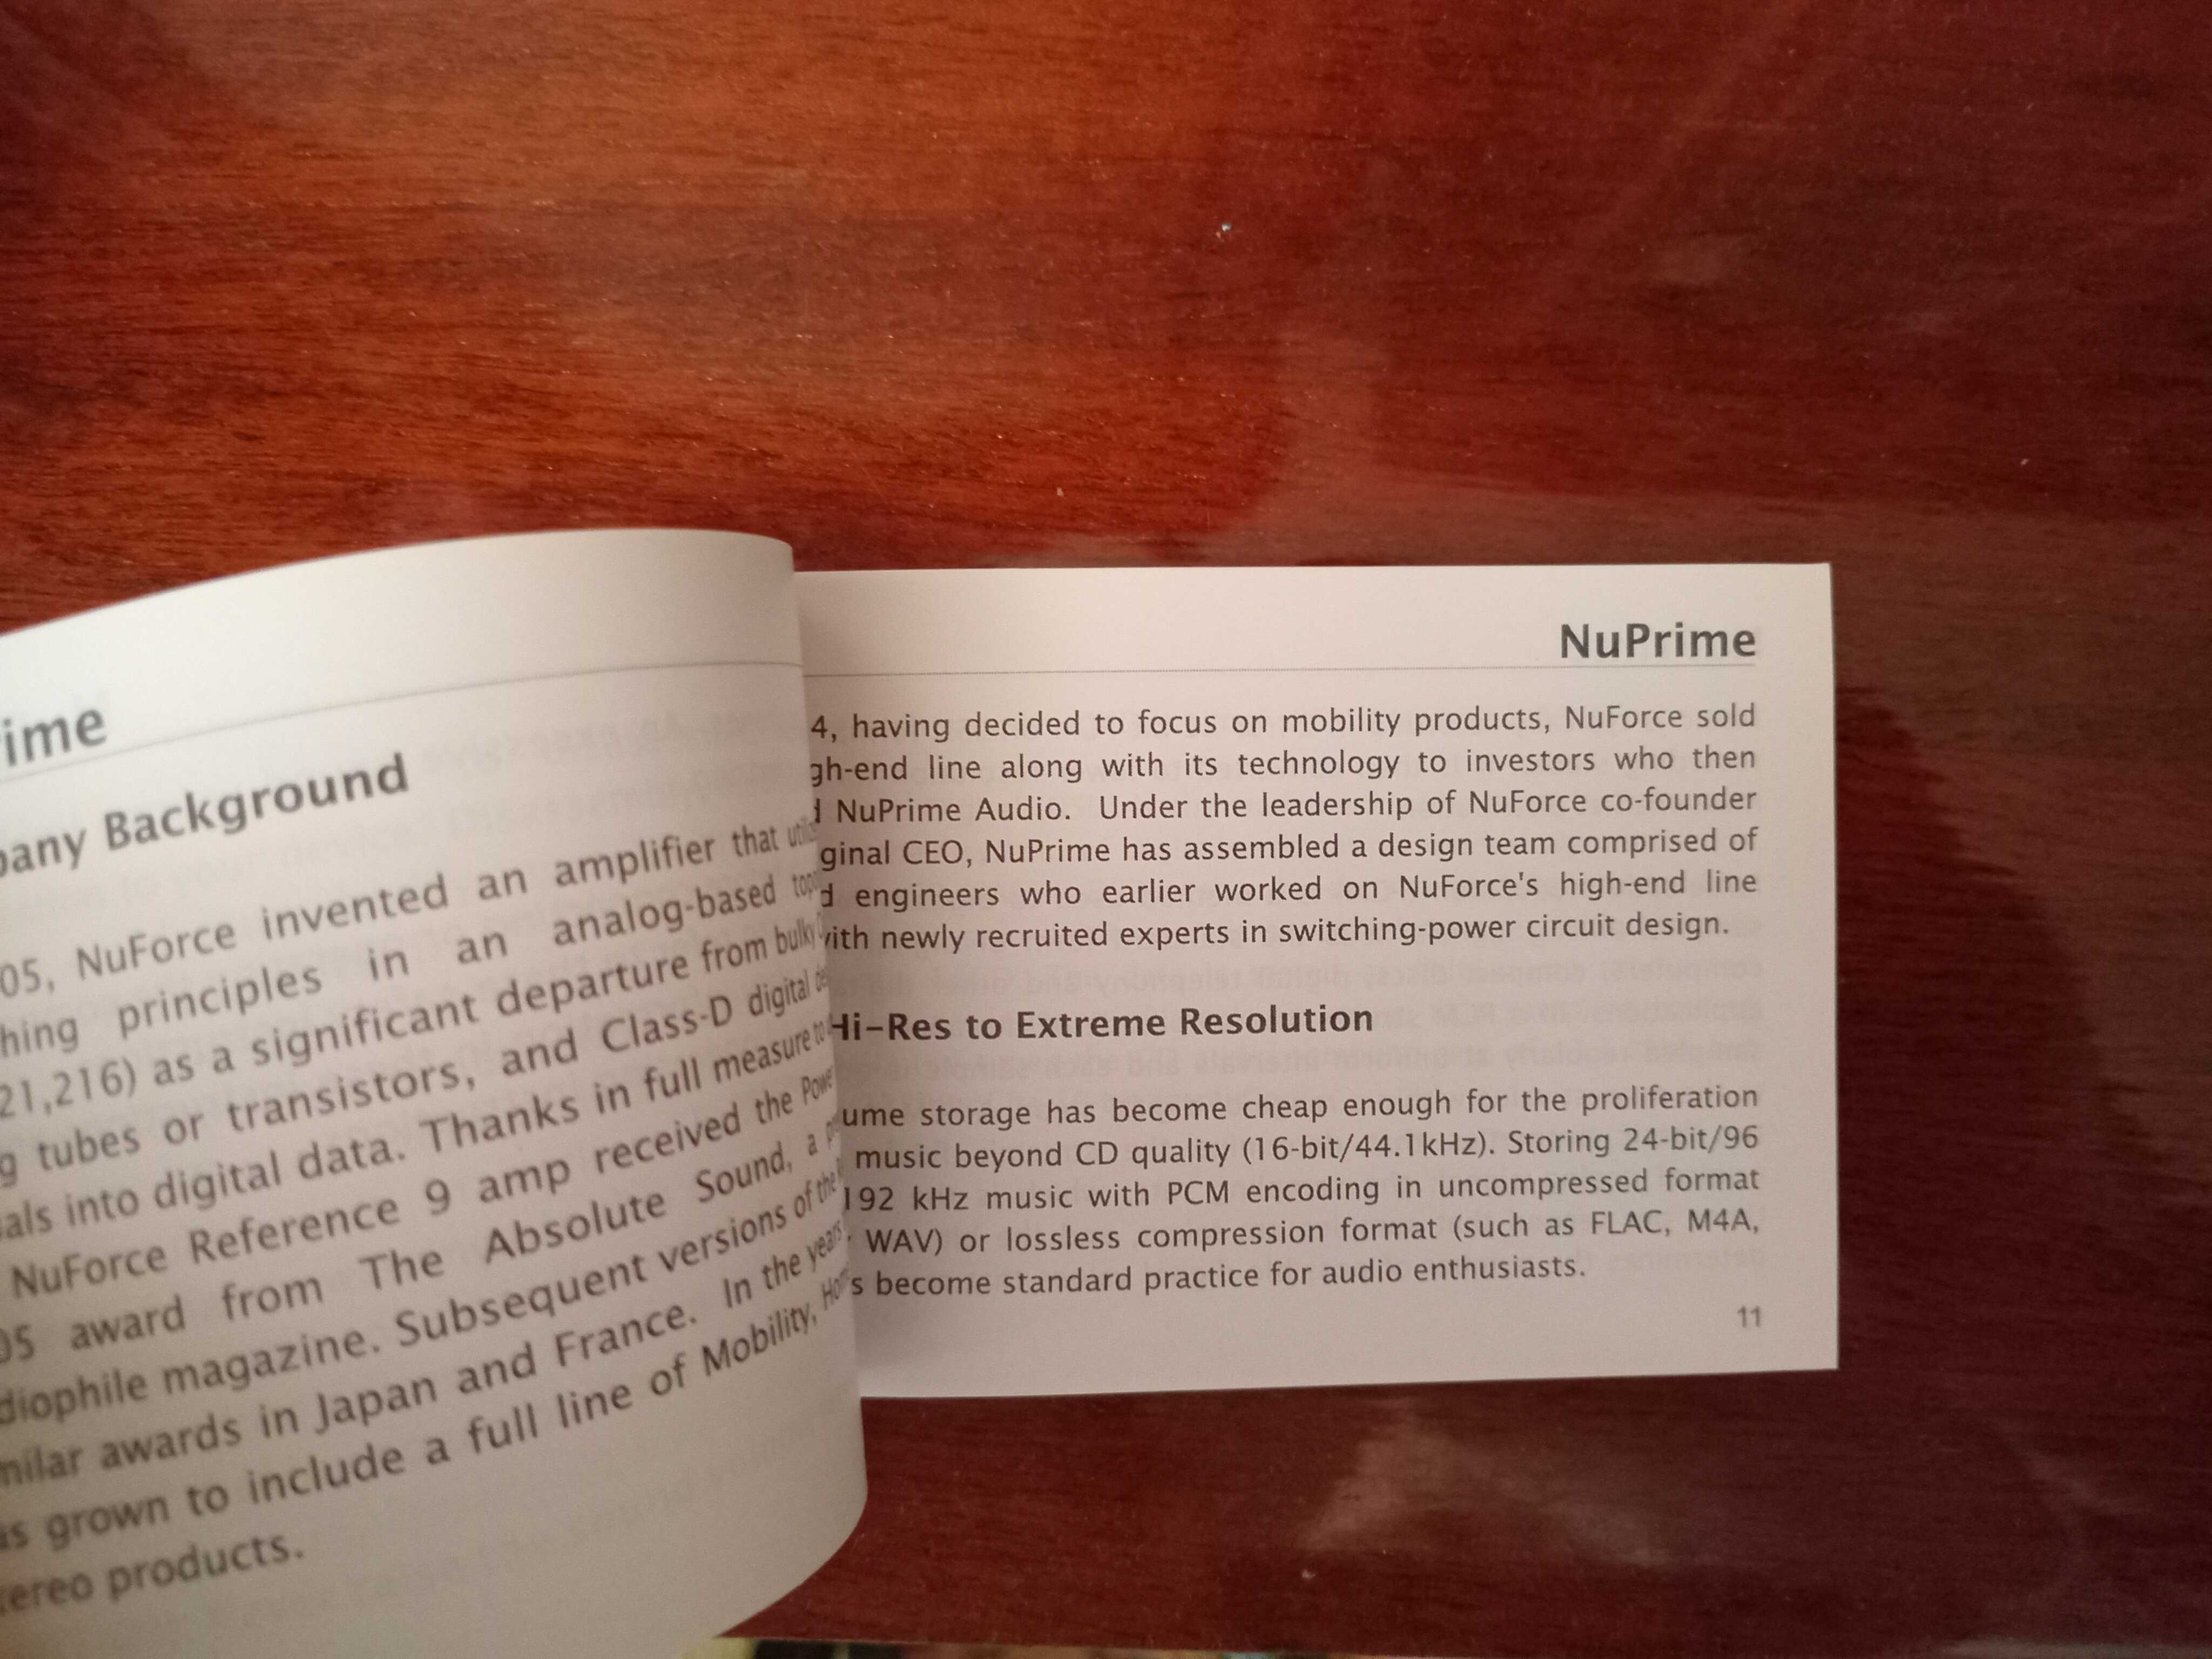 ime
pany Background
05, NuForce invented an amplifier that
hing principles in an analog-based
21,216) as a significant departure from bulky
g tubes or transistors, and Class-D digital
als into digital data. Thanks in full measure to
NuForce Reference 9 amp received the Power
05 award from The Absolute Sound, a
diophile magazine. Subsequent versions of the
milar awards in Japan and France. In the years
as grown to include a full line of Mobility,
tereo products.
NuPrime
4, having decided to focus on mobility products, NuForce sold
gh-end line along with its technology to investors who then
d NuPrime Audio. Under the leadership of NuForce co-founder
ginal CEO, NuPrime has assembled a design team comprised of
d engineers who earlier worked on NuForce's high-end line
with newly recruited experts in switching-power circuit design.
Hi-Res to Extreme Resolution
ume storage has become cheap enough for the proliferation
music beyond CD quality (16-bit/44.1kHz). Storing 24-bit/96
192 kHz music with PCM encoding in uncompressed format
WAV) or lossless compression format (such as FLAC, M4A,
s become standard practice for audio enthusiasts.
11